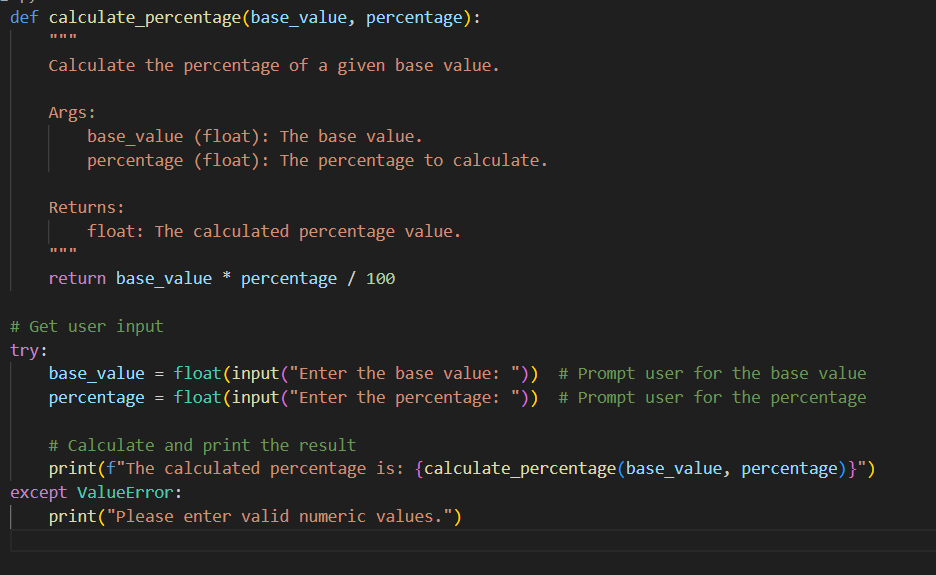 def calculate_percentage(base_value, percentage):
    """
    Calculate the percentage of a given base value.

    Args:
        base_value (float): The base value.
        percentage (float): The percentage to calculate.

    Returns:
        float: The calculated percentage value.
    """
    return base_value * percentage / 100

# Get user input
try:
    base_value = float(input("Enter the base value: "))  # Prompt user for the base value
    percentage = float(input("Enter the percentage: "))  # Prompt user for the percentage

    # Calculate and print the result
    print(f"The calculated percentage is: {calculate_percentage(base_value, percentage)}")
except ValueError:
    print("Please enter valid numeric values.")